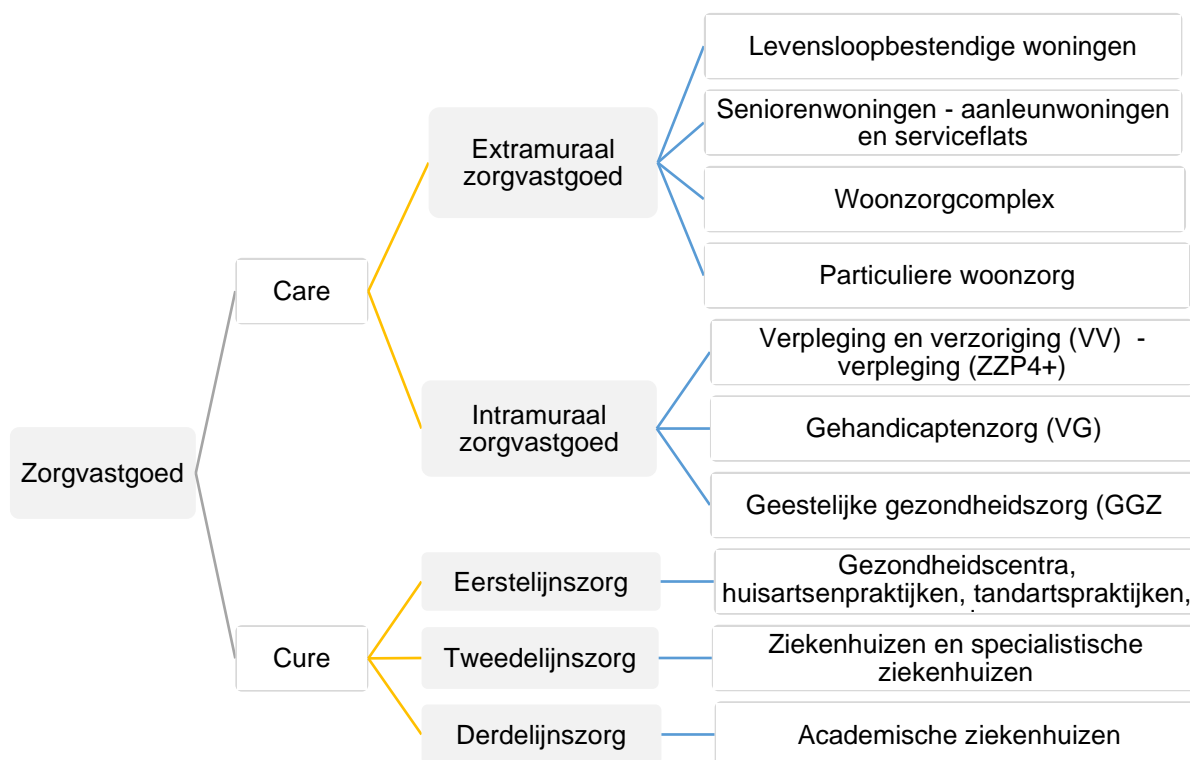 Levensloopbestendige woningen
Seniorenwoningen - aanleunwoningen
en serviceflats
Extramuraal
zorgvastgoed
Woonzorgcomplex
Particuliere woonzorg
Care
Verpleging en verzoriging (VV) -
verpleging (ZZP4+)
Intramuraal
zorgvastgoed
Gehandicaptenzorg (VG)
Geestelijke gezondheidszorg (GGZ
Zorgvastgoed
Eerstelijnszorg
Gezondheidscentra,
huisartsenpraktijken, tandartspraktijken,
Cure
Tweedelijnszorg
Ziekenhuizen en specialistische
ziekenhuizen
Derdelijnszorg
Academische ziekenhuizen